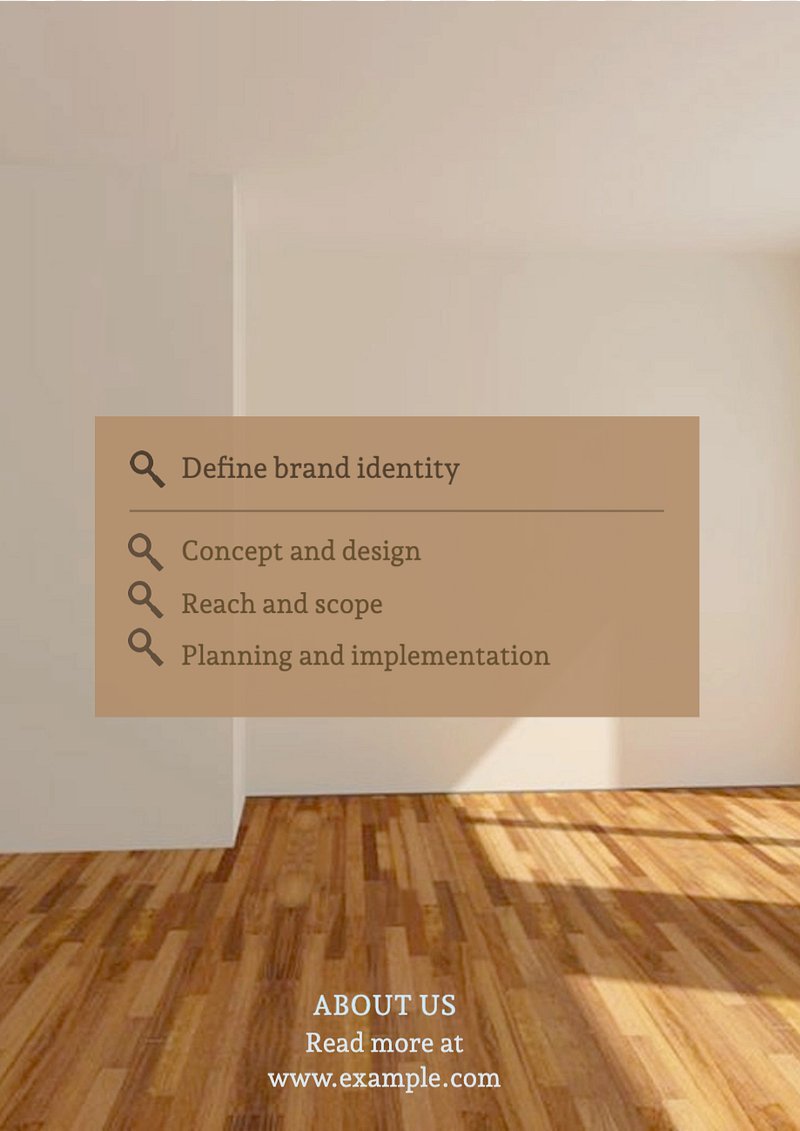 Define brand identity
Concept and design
Reach and scope
Planning and implementation
ABOUT US
Read more at
www.example.com